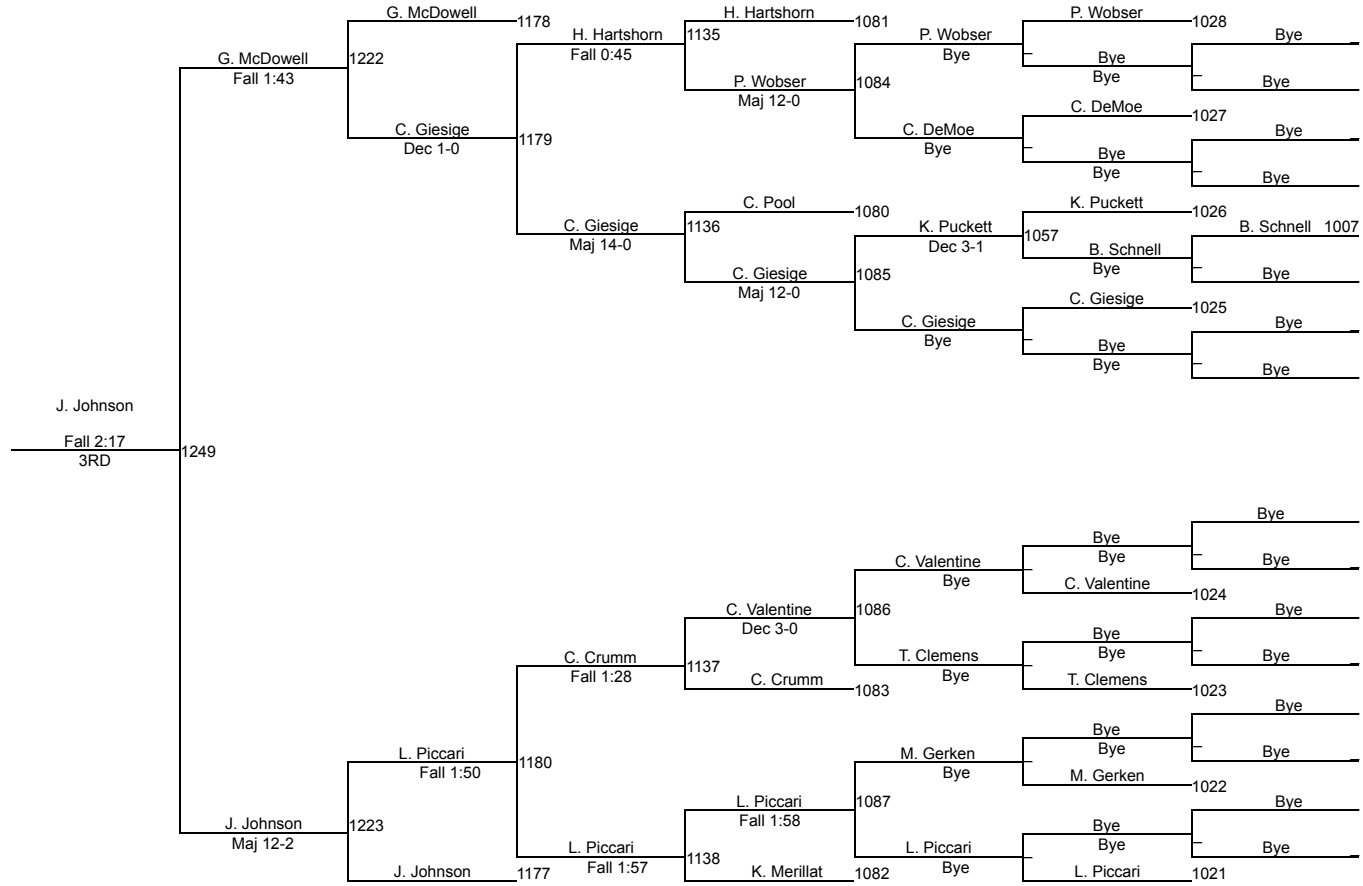 G. McDowell 1178 H. Hartshorn 1081 P. Wobser 1028
G. McDowell 1222 H. Hartshorn 1135 P. Wobser Bye
Fall 1:43 Fall 0:45 Bye Bye
P. Wobser 1084 Bye Bye
Maj 12-0
C. DeMoe 1027
C. Giesige 1179 C. DeMoe Bye
Dec 1-0 Bye Bye
Bye Bye
C. Pool 1080 K. Puckett 1026
C. Giesige 1136 K. Puckett 1057 B. Schnell 1007
Maj 14-0 Dec 3-1 B. Schnell
C. Giesige 1085 Bye Bye
Maj 12-0
C. Giesige 1025
C. Giesige Bye
Bye Bye
Bye Bye
J. Johnson
Fall 2:17 1249
3RD
Bye
Bye
C. Valentine Bye Bye
Bye C. Valentine 1024
C. Valentine 1086 Bye
Dec 3-0 Bye
C. Crumm 1137 T. Clemens Bye Bye
Fall 1:28 C. Crumm 1083 Bye T. Clemens 1023
Bye
Bye
L. Piccari 1180 M. Gerken Bye Bye
Fall 1:50 Bye M. Gerken 1022
L. Piccari 1087 Bye
J. Johnson 1223 Fall 1:58 Bye
Maj 12-2 L. Piccari 1138 L. Piccari Bye Bye
Fall 1:57 Bye
J. Johnson 1177 K. Merillat 1082 L. Piccari 1021